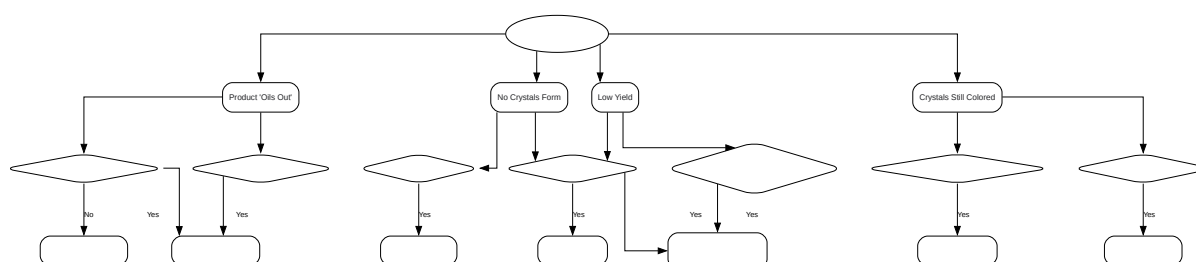 Product 'Oils Out'
No Crystals Form
Low Yield
Crystals Still Colored
No
Yes
Yes
Yes
Yes
Yes
Yes
Yes
Yes